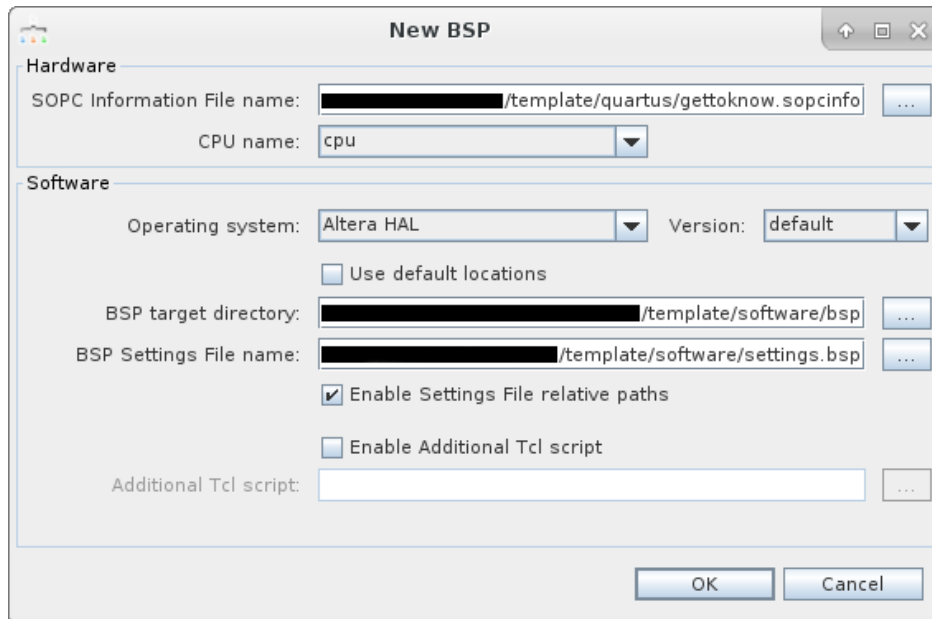 New BSP
Hardware
SOPC Information File name: /template/quartus/gettoknow.sopcinfo ...
CPU name: cpu
Software
Operating system: Altera HAL Version: default
Use default locations
BSP target directory: /template/software/bsp ...
BSP Settings File name: /template/software/settings.bsp ...
Enable Settings File relative paths
Enable Additional Tcl script
Additional Tcl script: ...
OK Cancel